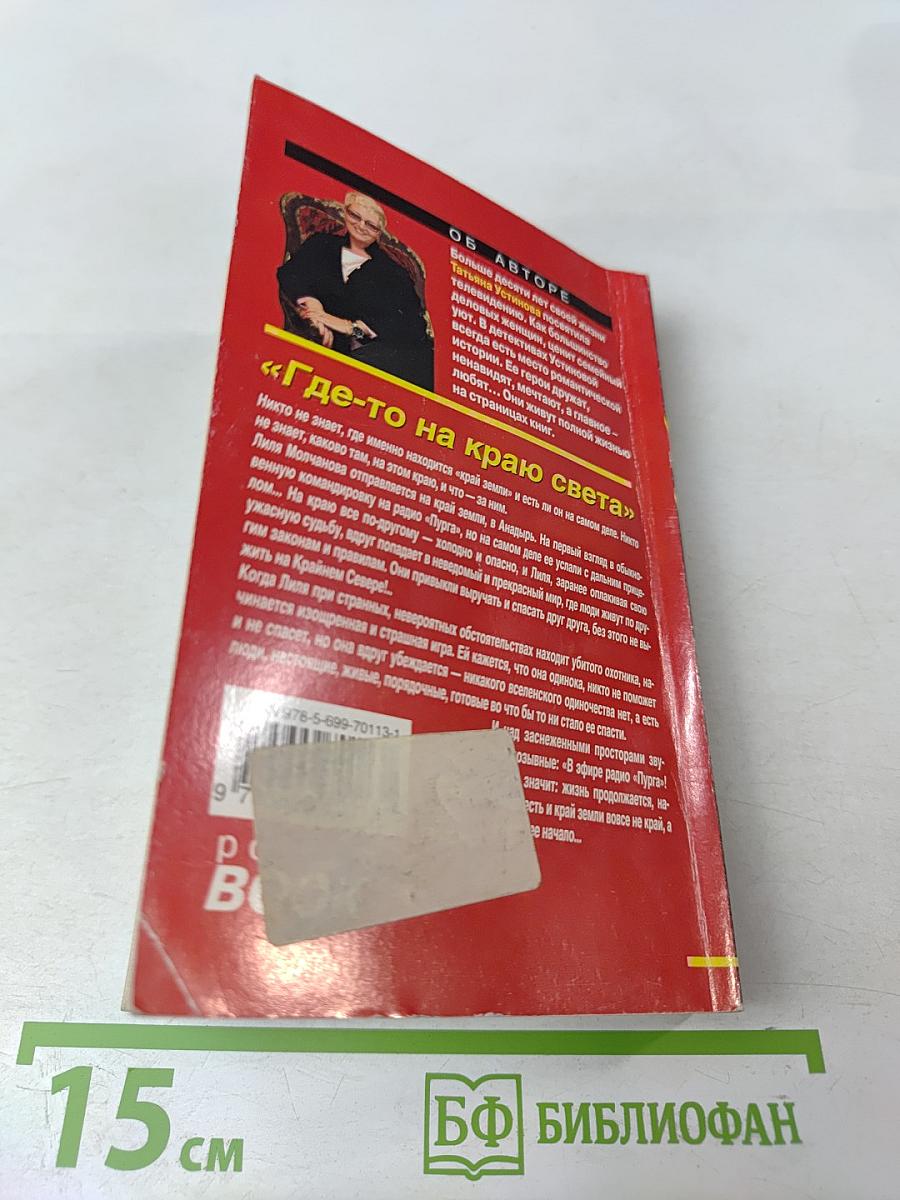 ОБ АВТОРЕ
Больше десяти лет своей жизни
Татьяна Устинова посвятила
телевидению. Как большинство
деловых женщин, ценит семейный
уют. В детективах Устиновой
всегда есть место романтической
истории. Ее герои дружат,
ненавидят, мечтают, а главное –
любят... Они живут полной жизнью
на страницах книг.
«Где-то на краю света»
Никто не знает, где именно находится «край земли» и есть ли он на самом деле. Никто
не знает, каково там, на этом краю, и что — за ним.
Лиля Молчанова отправляется на край земли, в Анадырь. На первый взгляд в обыкно-
венную командировку на радио «Пурга», но на самом деле ее услали с дальним прице-
лом... На краю все по-другому — холодно и опасно, и Лиля, заранее оплакивая свою
ужасную судьбу, вдруг попадает в неведомый и прекрасный мир, где люди живут по дру-
гим законам и правилам. Они привыкли выручать и спасать друг друга, без этого не вы-
жить на Крайнем Севере!..
Когда Лиля при странных, невероятных обстоятельствах находит убитого охотника, на-
чинается изощренная и страшная игра. Ей кажется, что она одинока, никто не поможет
и не спасет, но она вдруг убеждается — никакого вселенского одиночества нет, а есть
люди, настоящие, живые, порядочные, готовые во что бы то ни стало ее спасти.
И над заснеженными просторами зву-
озывные: «В эфире радио «Пурга»!
значит: жизнь продолжается, на-
есть и край земли вовсе не край, а
ее начало...
978-5-699-70113-1
9
15 см
БФ БИБЛИОФАН